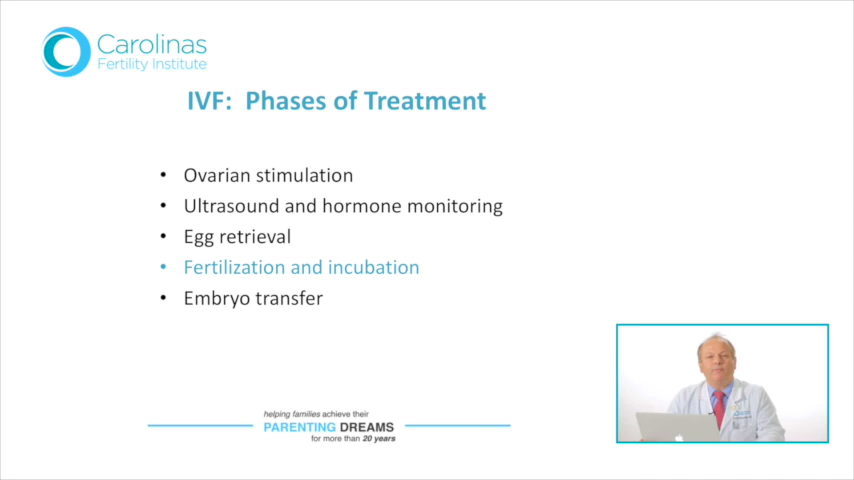 Carolinas
Fertility Institute
IVF: Phases of Treatment
• Ovarian stimulation
• Ultrasound and hormone monitoring
• Egg retrieval
• Fertilization and incubation
• Embryo transfer
helping families achieve their
PARENTING DREAMS
for more than 20 years